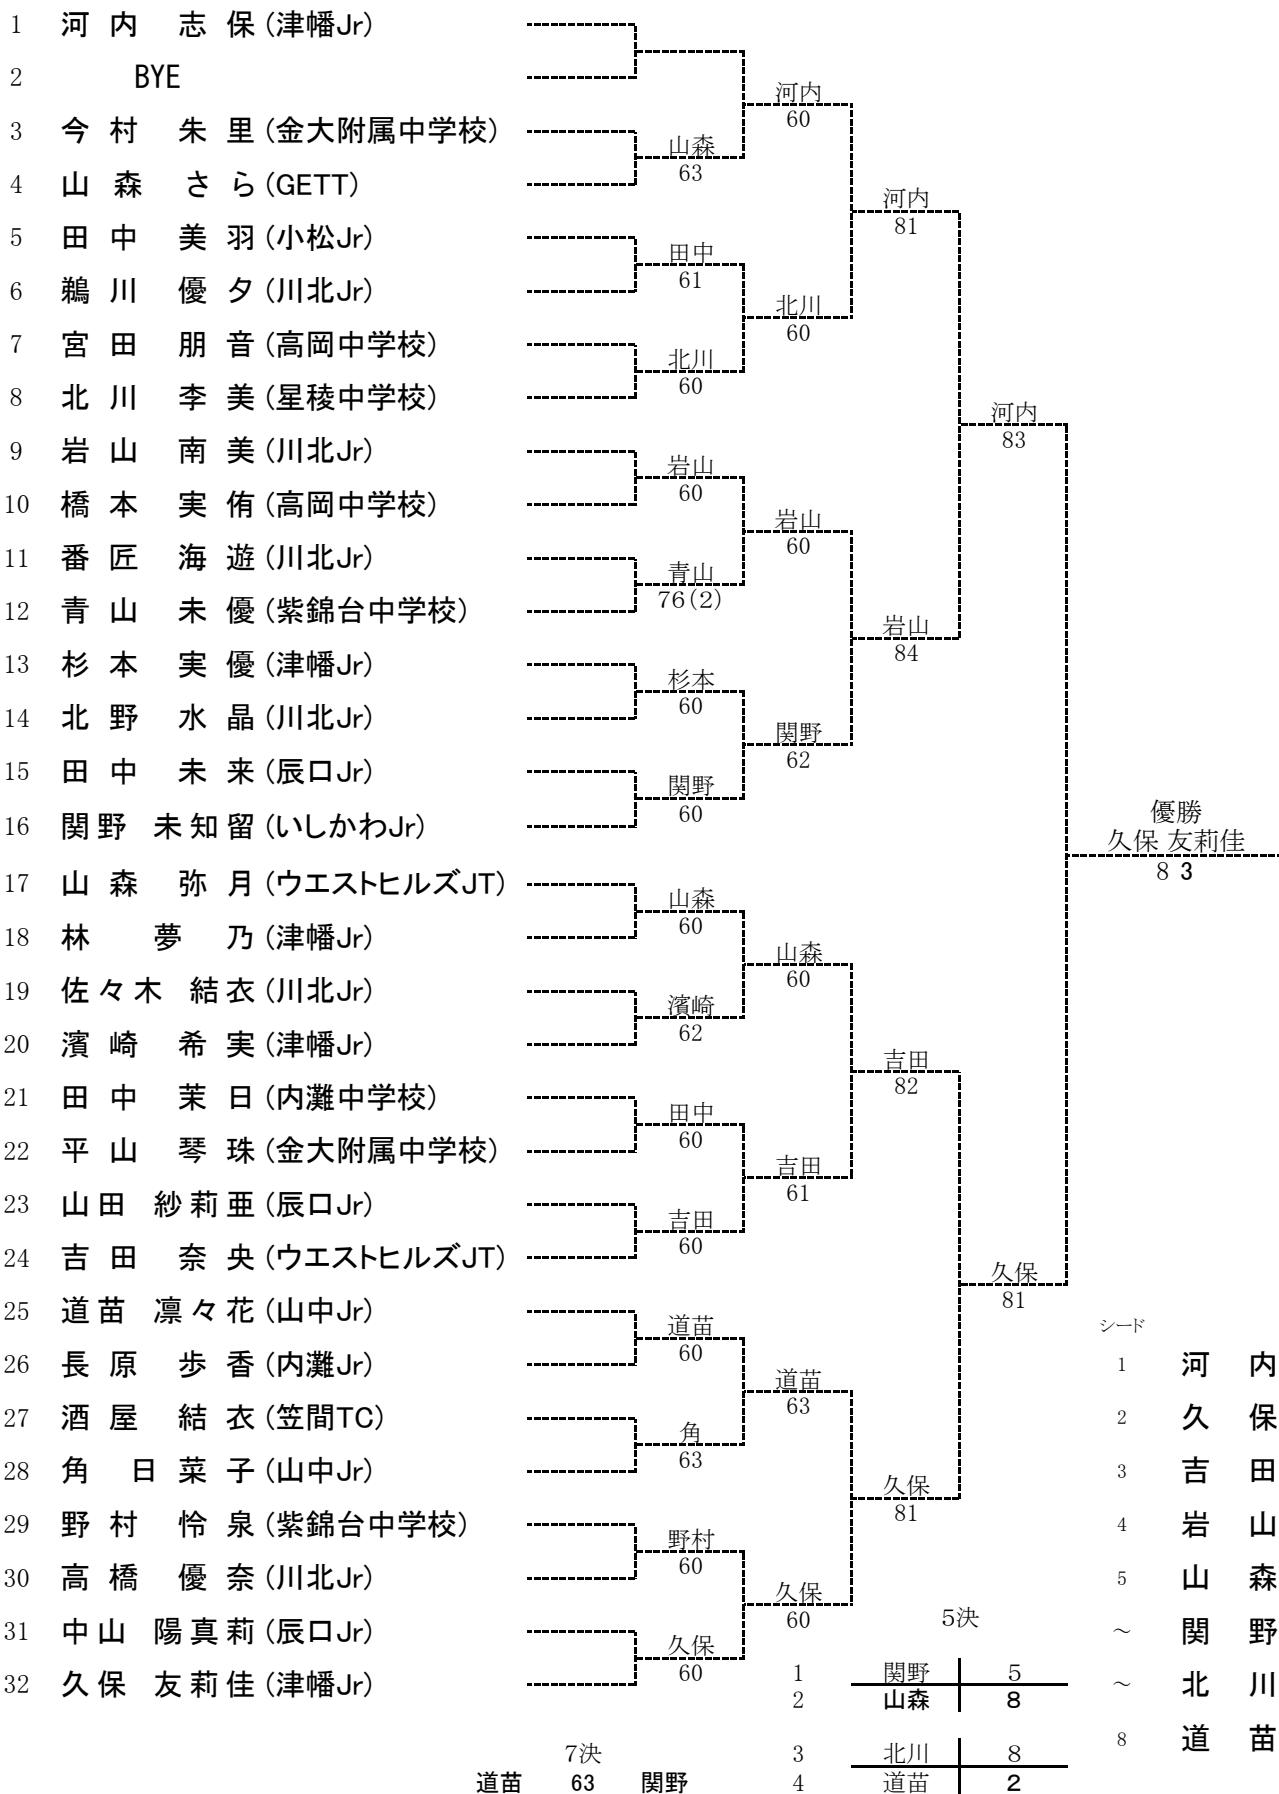 1 河内 志保 (津幡Jr)
2 BYE
河内
60
3 今村 朱里 (金大附属中学校)
山森
63
4 山森 さら (GETT)
河内
81
5 田中 美羽 (小松Jr)
田中
61
6 鵜川 優夕 (川北Jr)
北川
60
7 宮田 朋音 (高岡中学校)
北川
60
8 北川 李美 (星稜中学校)
河内
83
9 岩山 南美 (川北Jr)
岩山
60
10 橋本 実侑 (高岡中学校)
岩山
60
11 番匠 海遊 (川北Jr)
青山
76(2)
12 青山 未優 (紫錦台中学校)
岩山
84
13 杉本 実優 (津幡Jr)
杉本
60
14 北野 水晶 (川北Jr)
関野
62
15 田中 未来 (辰口Jr)
関野
60
16 関野 未知留 (いしかわJr)
優勝
久保 友莉佳
8 3
17 山森 弥月 (ウエストヒルズJT)
山森
60
18 林 夢乃 (津幡Jr)
山森
60
19 佐々木 結衣 (川北Jr)
濱崎
62
20 濱崎 希実 (津幡Jr)
吉田
82
21 田中 茉日 (内灘中学校)
田中
60
22 平山 琴珠 (金大附属中学校)
吉田
61
23 山田 紗莉亜 (辰口Jr)
吉田
60
24 吉田 奈央 (ウエストヒルズJT)
久保
81
25 道苗 凛々花 (山中Jr)
道苗
60
26 長原 歩香 (内灘Jr)
道苗
63
27 酒屋 結衣 (笠間TC)
角
63
28 角 日菜子 (山中Jr)
久保
81
29 野村 怜泉 (紫錦台中学校)
野村
60
30 高橋 優奈 (川北Jr)
久保
60
31 中山 陽真莉 (辰口Jr)
久保
60
32 久保 友莉佳 (津幡Jr)
シード
1 河内
2 久保
3 吉田
4 岩山
5 山森
～ 関野
～ 北川
8 道苗
5決
1 関野 5
2 山森 8
3 北川 8
4 道苗 2
7決
道苗 63 関野